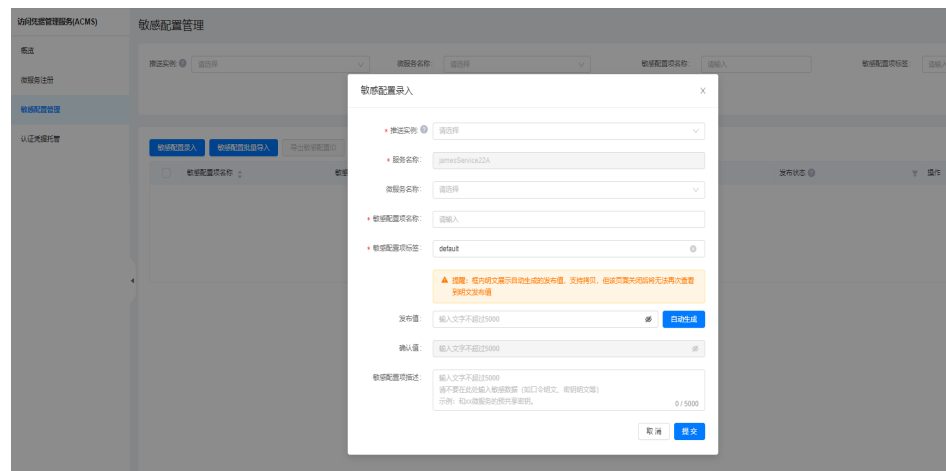 访问凭据管理服务(ACMS)
敏感配置管理
概览
微服务注册
敏感配置管理
认证凭据托管
推送实例 请选择
微服务名称: 请选择
敏感配置项名称: 请输入
敏感配置项标签 请输入
敏感配置录入
敏感配置批量导入
导出敏感配置ID
敏感配置项名称
发布状态
操作
敏感配置录入
* 推送实例 请选择
* 服务名称: jamesService22A
微服务名称: 请选择
* 敏感配置项名称: 请输入
* 敏感配置项标签: default
提醒: 框内明文展示自动生成的发布值, 支持拷贝, 但该页面关闭后将无法再次查看
到明文发布值
发布值: 输入文字不超过5000 自动生成
确认值: 输入文字不超过5000
敏感配置项描述: 输入文字不超过5000
请不要在此处输入敏感数据 (如口令明文, 密钥明文等)
示例: 和xx微服务的预共享密钥。
0 / 5000
取 消
提 交